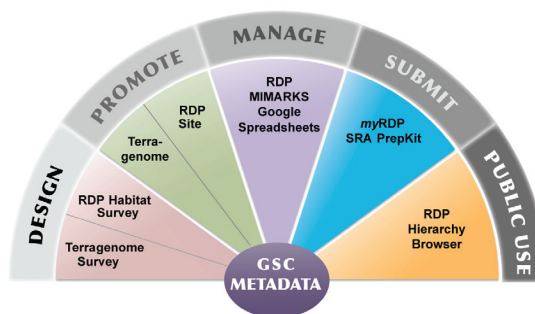 DESIGN
PROMOTE
MANAGE
SUBMIT
PUBLIC USE
Terragenome
Survey
RDP Habitat
Survey
Terra-
genome
RDP
Site
RDP
MIMARKS
Google
Spreadsheets
myRDP
SRA PrepKit
RDP
Hierarchy
Browser
GSC
METADATA